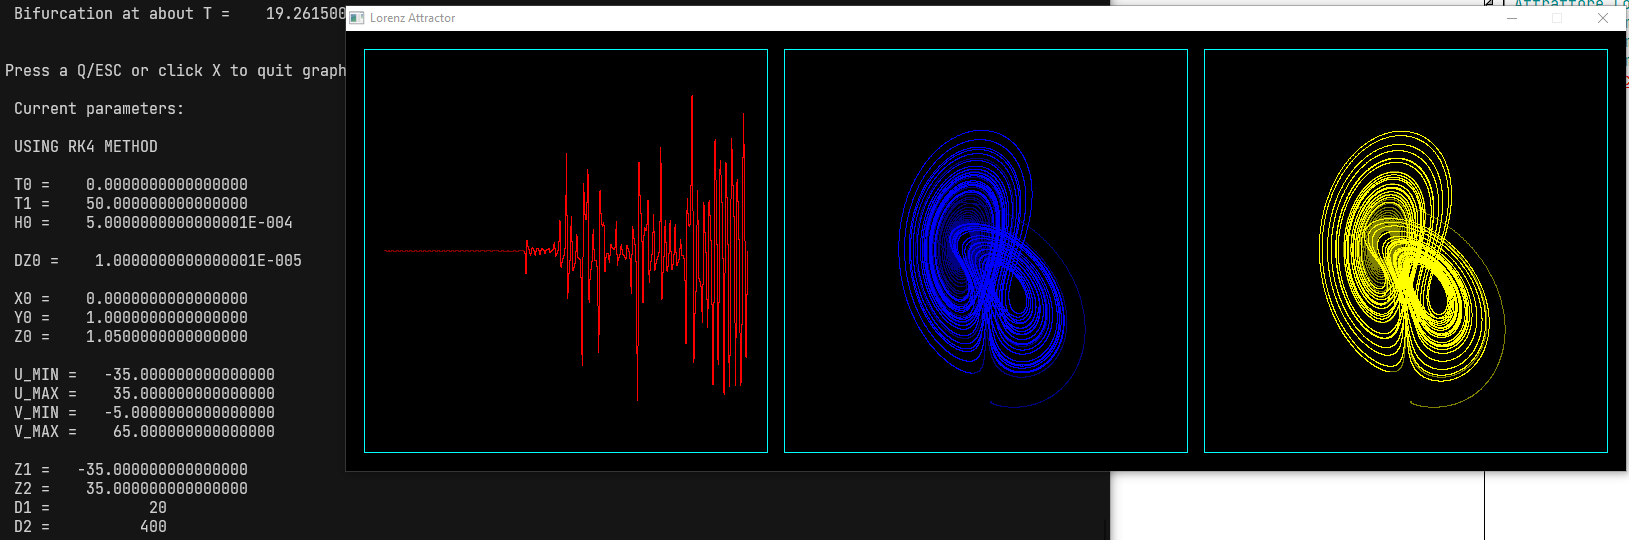 Bifurcation at about T = 19.261500
Lorenz Attractor
Press a Q/ESC or click X to quit graph
Current parameters:
USING RK4 METHOD
T0 = 0.0000000000000000
T1 = 50.000000000000000
H0 = 5.0000000000000001E-004
DZ0 = 1.0000000000000001E-005
X0 = 0.0000000000000000
Y0 = 1.0000000000000000
Z0 = 1.0500000000000000
U_MIN = -35.000000000000000
U_MAX = 35.000000000000000
V_MIN = -5.0000000000000000
V_MAX = 65.000000000000000
Z1 = -35.000000000000000
Z2 = 35.000000000000000
D1 = 20
D2 = 400